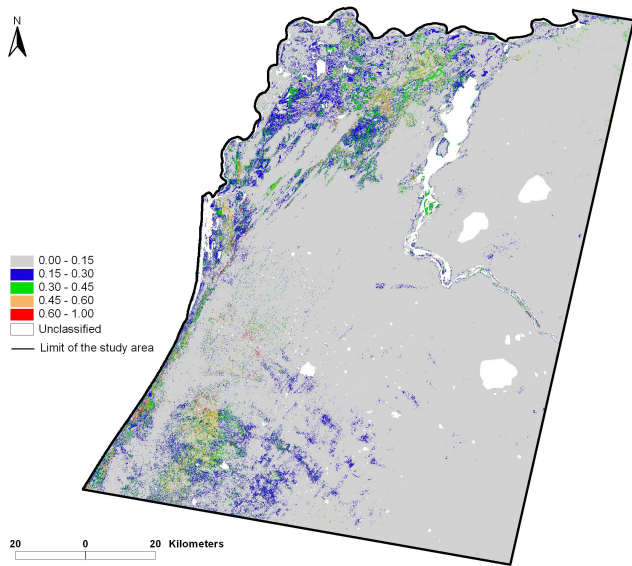 N
0.00 - 0.15
0.15 - 0.30
0.30 - 0.45
0.45 - 0.60
0.60 - 1.00
Unclassified
Limit of the study area
20 0 20 Kilometers